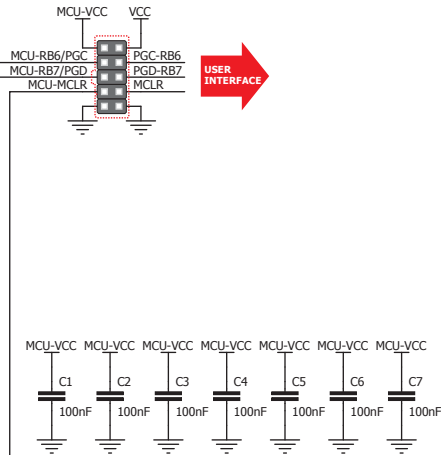 MCU-VCC VCC
MCU-RB6/PGC PGC-RB6
MCU-RB7/PGD PGD-RB7
MCU-MCLR MCLR
USER
INTERFACE
MCU-VCC MCU-VCC MCU-VCC MCU-VCC MCU-VCC MCU-VCC MCU-VCC
C1 C2 C3 C4 C5 C6 C7
100nF 100nF 100nF 100nF 100nF 100nF 100nF